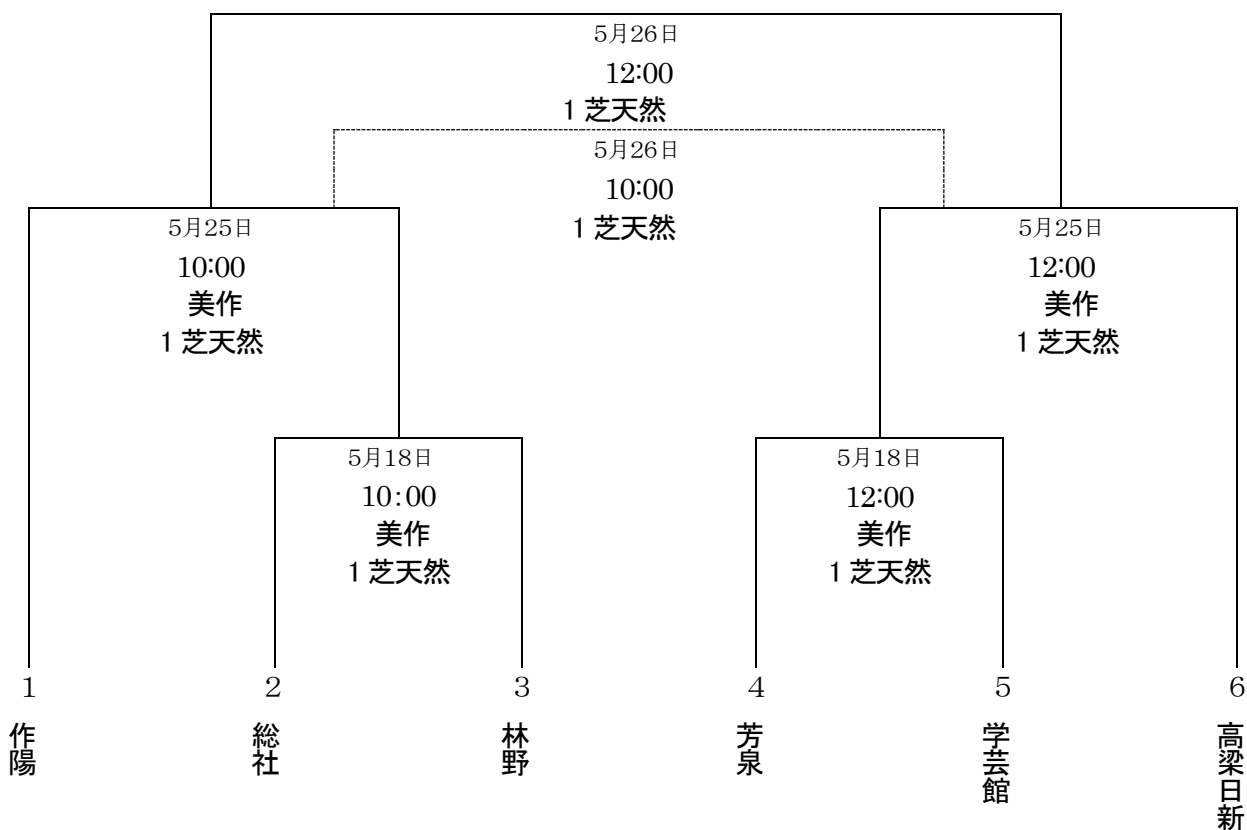 5月26日
12:00
1 芝天然
5月26日
10:00
1 芝天然
5月25日
10:00
美作
1 芝天然
5月25日
12:00
美作
1 芝天然
5月18日
10:00
美作
1 芝天然
5月18日
12:00
美作
1 芝天然
1
2
3
4
5
6
作陽
総社
林野
芳泉
学芸館
高梁日新